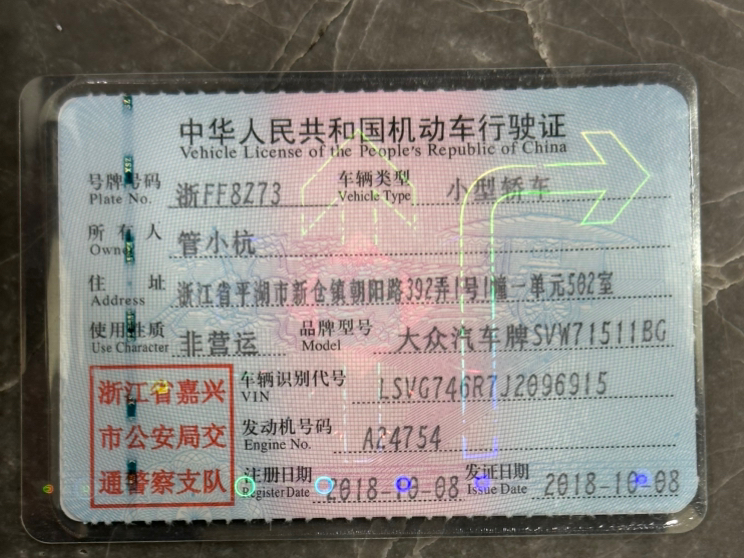 中华人民共和国机动车行驶证
Vehicle License of the People's Republic of China
号牌号码 浙FF8Z73 车辆类型 小型轿车
Plate No. Vehicle Type
所有人 管小杭
Owner
住址 浙江省平湖市新仓镇朝阳路392弄1号1幢一单元502室
Address
使用性质 非营运 品牌型号 大众汽车牌SVW71511BG
Use Character Model
浙江省嘉兴
市公安局交
通警察支队
车辆识别代号 LSVG746R7J2096915
VIN
发动机号码 A24754
Engine No.
注册日期 2018-10-08 发证日期 2018-10-08
Register Date Issue Date